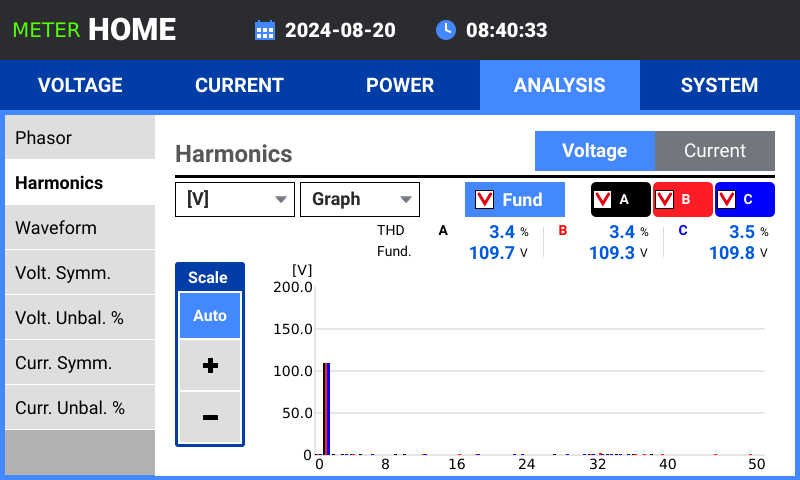 METER HOME 2024-08-20 08:40:33
VOLTAGE CURRENT POWER ANALYSIS SYSTEM
Phasor
Harmonics
Waveform
Volt. Symm.
Volt. Unbal. %
Curr. Symm.
Curr. Unbal. %
Harmonics Voltage Current
[V] Graph Fund A B C
THD A 3.4 % B 3.4 % C 3.5 %
Fund. 109.7 V 109.3 V 109.8 V
Scale
Auto
+
−
[V]
200.0
150.0
100.0
50.0
0
0 8 16 24 32 40 50